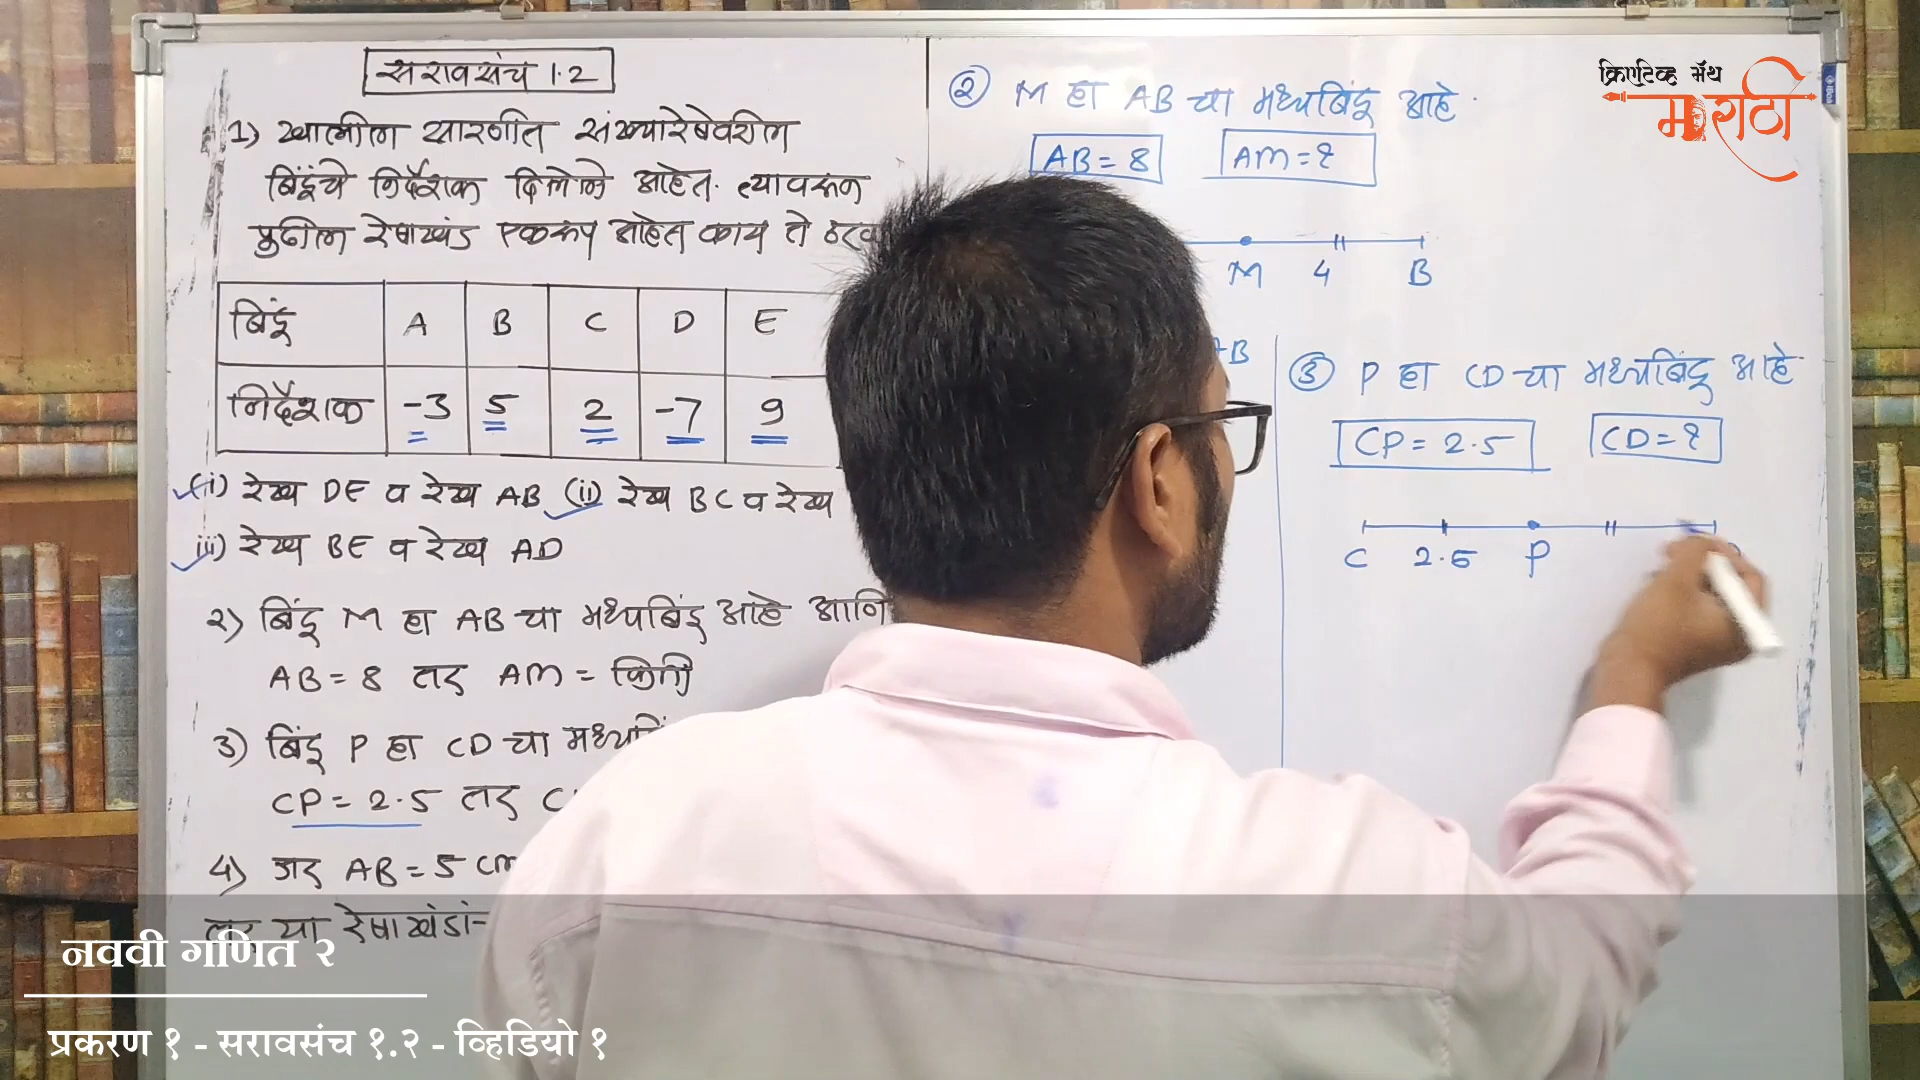 सरावसंच 1.2
1) खालील सारणीत संख्यारेषेवरील
बिंदूंचे निर्देशक दिलेले आहेत. त्यावरून
पुढील रेषाखंड एकरूप आहेत काय ते
बिंदू A B C D E
निर्देशक -3 5 2 -7 9
(i) रेख DE व रेख AB (ii) रेख BC व रेख
iii) रेख BE व रेख AD
२) बिंदू M हा AB चा मध्यबिंदू आहे आणि
AB = 8 तर AM = किती
3) बिंदू P हा CD चा
CP = 2.5 तर
4) जर AB = 5 cm
तर या
② M हा AB चा मध्यबिंदू आहे.
AB = 8 AM = ?
M 4 B
③ P हा CD चा मध्यबिंदू आहे.
CP = 2.5 CD = ?
C 2.5 P
क्रिएटिव्ह मॅथ
मराठी
नववी गणित २
प्रकरण १ - सरावसंच १.२ - व्हिडियो १